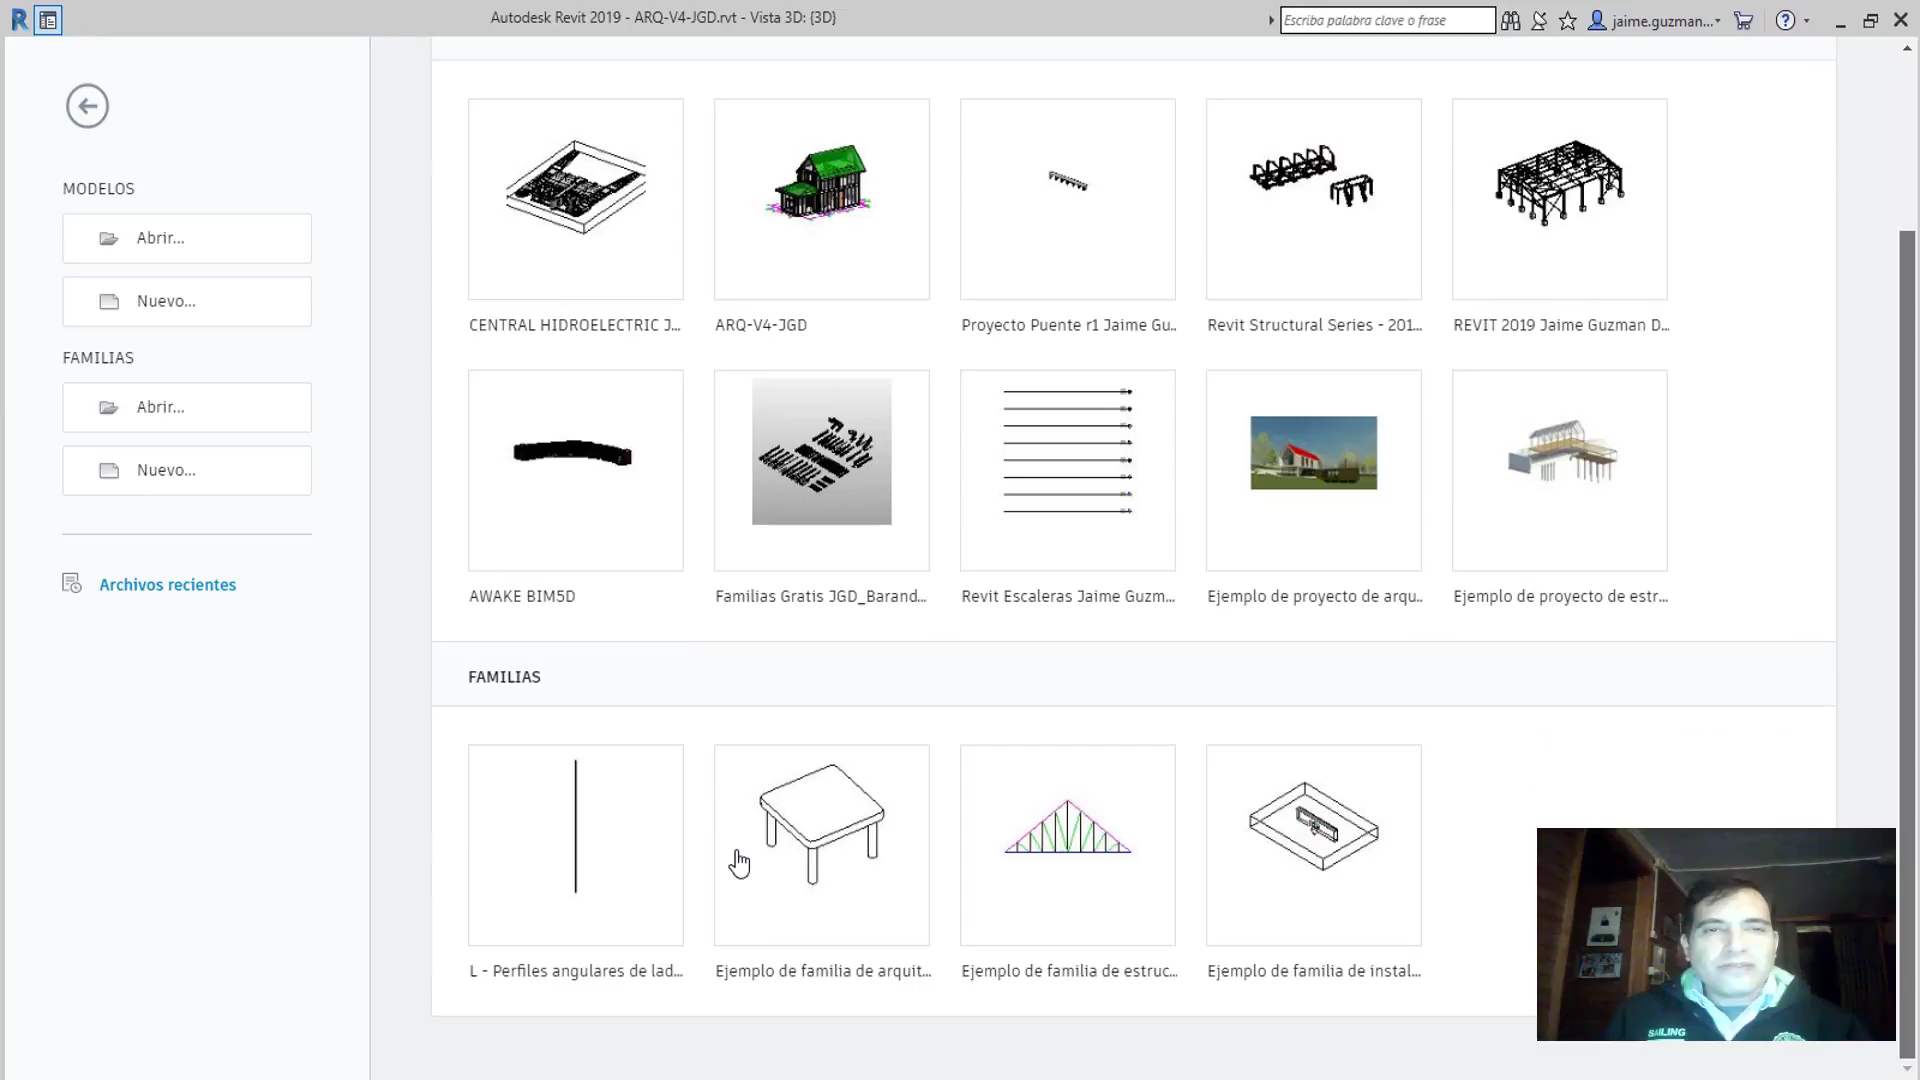 Autodesk Revit 2019 - ARQ-V4-JGD.rvt - Vista 3D: {3D}
Escriba palabra clave o frase
jaime.guzman...
MODELOS
Abrir...
Nuevo...
FAMILIAS
Abrir...
Nuevo...
Archivos recientes
CENTRAL HIDROELECTRIC J...
ARQ-V4-JGD
Proyecto Puente r1 Jaime Gu..
Revit Structural Series - 201...
REVIT 2019 Jaime Guzman D...
AWAKE BIM5D
Familias Gratis JGD_Barand...
Revit Escaleras Jaime Guzm...
Ejemplo de proyecto de arqu..
Ejemplo de proyecto de estr...
FAMILIAS
L - Perfiles angulares de lad...
Ejemplo de familia de arquit...
Ejemplo de familia de estruc...
Ejemplo de familia de instal...
SAILING